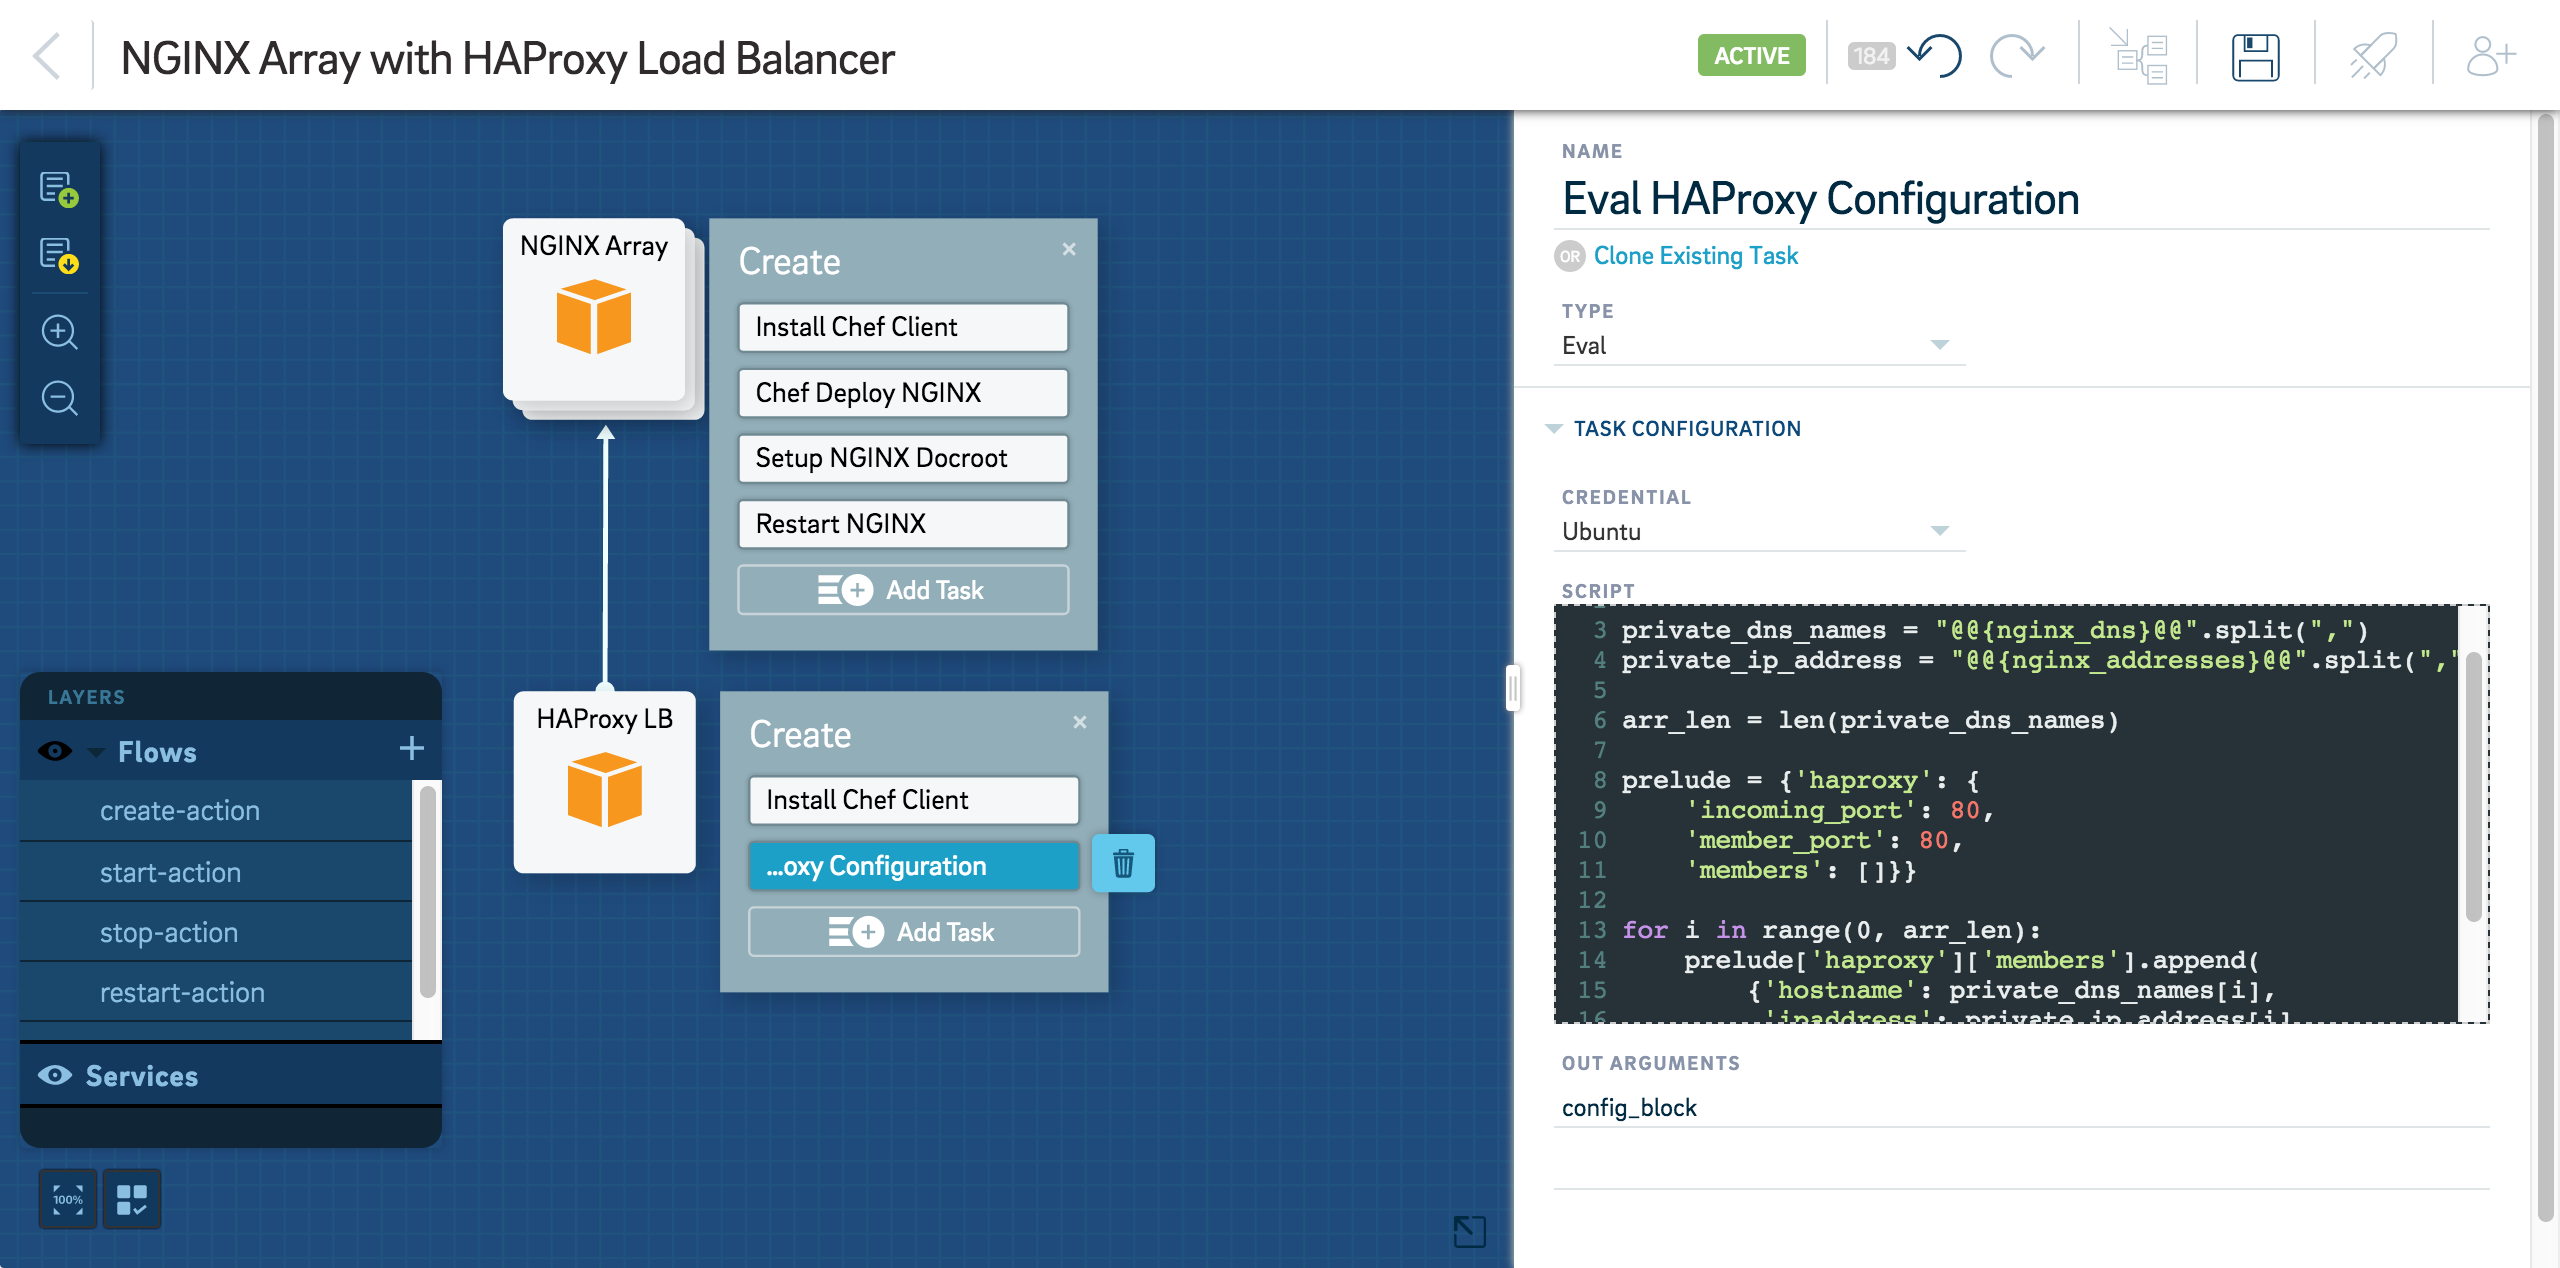 NGINX Array with HAProxy Load Balancer
ACTIVE
184
NGINX Array
Create
×
Install Chef Client
Chef Deploy NGINX
Setup NGINX Docroot
Restart NGINX
Add Task
HAProxy LB
Create
×
Install Chef Client
...oxy Configuration
Add Task
LAYERS
Flows
create-action
start-action
stop-action
restart-action
Services
100%
NAME
Eval HAProxy Configuration
OR Clone Existing Task
TYPE
Eval
TASK CONFIGURATION
CREDENTIAL
Ubuntu
SCRIPT
3 private_dns_names = "@@{nginx_dns}@@".split(",")
4 private_ip_address = "@@{nginx_addresses}@@".split(","
5
6 arr_len = len(private_dns_names)
7
8 prelude = {'haproxy': {
9 'incoming_port': 80,
10 'member_port': 80,
11 'members': []}}
12
13 for i in range(0, arr_len):
14 prelude['haproxy']['members'].append(
15 {'hostname': private_dns_names[i],
16 'ipaddress': private_ip_address[i]
OUT ARGUMENTS
config_block